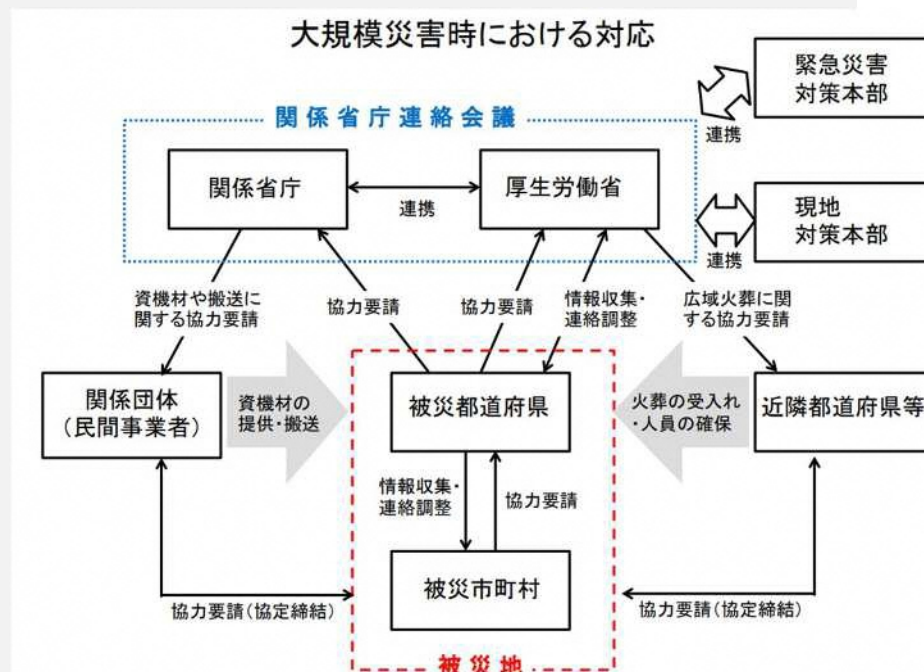 大規模災害時における対応
緊急災害
対策本部
連携
関係省庁連絡会議
関係省庁
連携
厚生労働省
現地
対策本部
連携
資機材や搬送に
関する協力要請
協力要請
協力要請
情報収集・
連絡調整
広域火葬に関
する協力要請
関係団体
（民間事業者）
資機材の
提供・搬送
被災都道府県
火葬の受入れ
・人員の確保
近隣都道府県等
情報収集・
連絡調整
協力要請
被災市町村
協力要請（協定締結）
協力要請（協定締結）
被災地